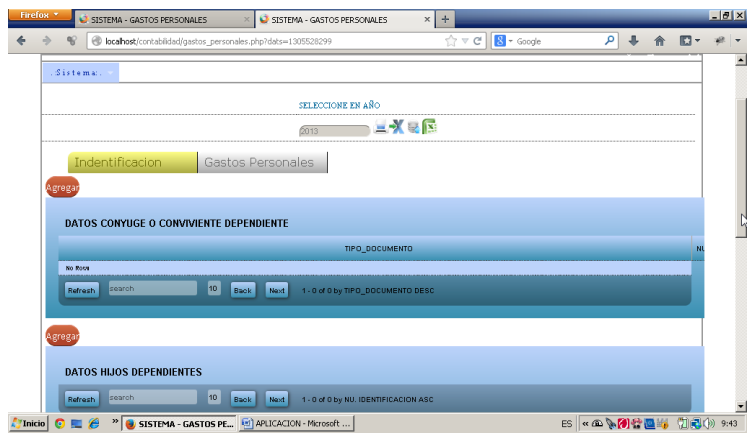 Firefox
SISTEMA - GASTOS PERSONALES
SISTEMA - GASTOS PERSONALES
localhost/contabilidad/gastos_personales.php?dats=1305528299
Google
.:Sistema:.
SELECCIONE EN AÑO
2013
Indentificacion
Gastos Personales
Agregar
DATOS CONYUGE O CONVIVIENTE DEPENDIENTE
TIPO_DOCUMENTO
NU
No Rows
Refresh search 10 Back Next 1 - 0 of 0 by TIPO_DOCUMENTO DESC
Agregar
DATOS HIJOS DEPENDIENTES
Refresh search 10 Back Next 1 - 0 of 0 by NU. IDENTIFICACION ASC
Inicio
SISTEMA - GASTOS PE...
APLICACION - Microsoft ...
ES
9:43